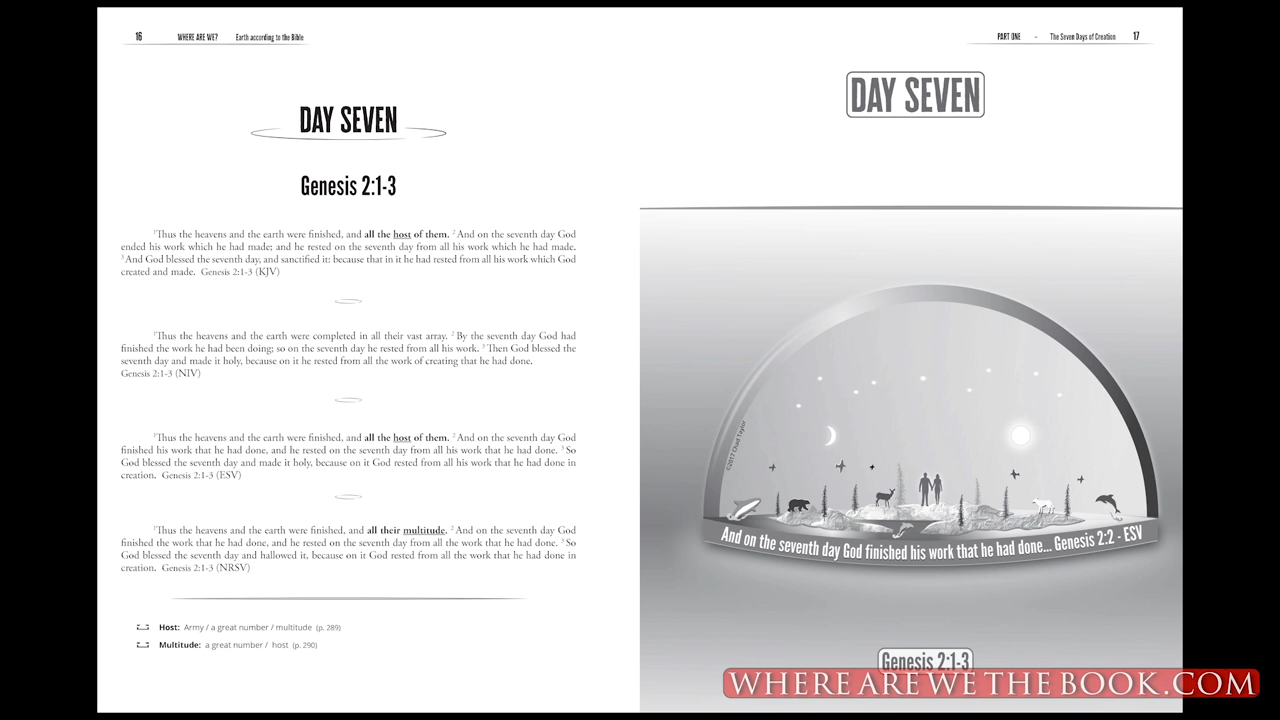 16 WHERE ARE WE? Earth according to the Bible
DAY SEVEN
Genesis 2:1-3
¹Thus the heavens and the earth were finished, and all the host of them. ²And on the seventh day God
ended his work which he had made; and he rested on the seventh day from all his work which he had made.
³And God blessed the seventh day, and sanctified it: because that in it he had rested from all his work which God
created and made. Genesis 2:1-3 (KJV)
¹Thus the heavens and the earth were completed in all their vast array. ² By the seventh day God had
finished the work he had been doing; so on the seventh day he rested from all his work. ³ Then God blessed the
seventh day and made it holy, because on it he rested from all the work of creating that he had done.
Genesis 2:1-3 (NIV)
¹Thus the heavens and the earth were finished, and all the host of them. ²And on the seventh day God
finished his work that he had done, and he rested on the seventh day from all his work that he had done. ³ So
God blessed the seventh day and made it holy, because on it God rested from all his work that he had done in
creation. Genesis 2:1-3 (ESV)
¹Thus the heavens and the earth were finished, and all their multitude. ²And on the seventh day God
finished the work that he had done, and he rested on the seventh day from all the work that he had done. ³ So
God blessed the seventh day and hallowed it, because on it God rested from all the work that he had done in
creation. Genesis 2:1-3 (NRSV)
Host: Army / a great number / multitude (p. 289)
Multitude: a great number / host (p. 290)
PART ONE - The Seven Days of Creation 17
DAY SEVEN
©2017 Chad Taylor
And on the seventh day God finished his work that he had done... Genesis 2:2 - ESV
Genesis 2:1-3
WHEREAREWETHEBOOK.COM